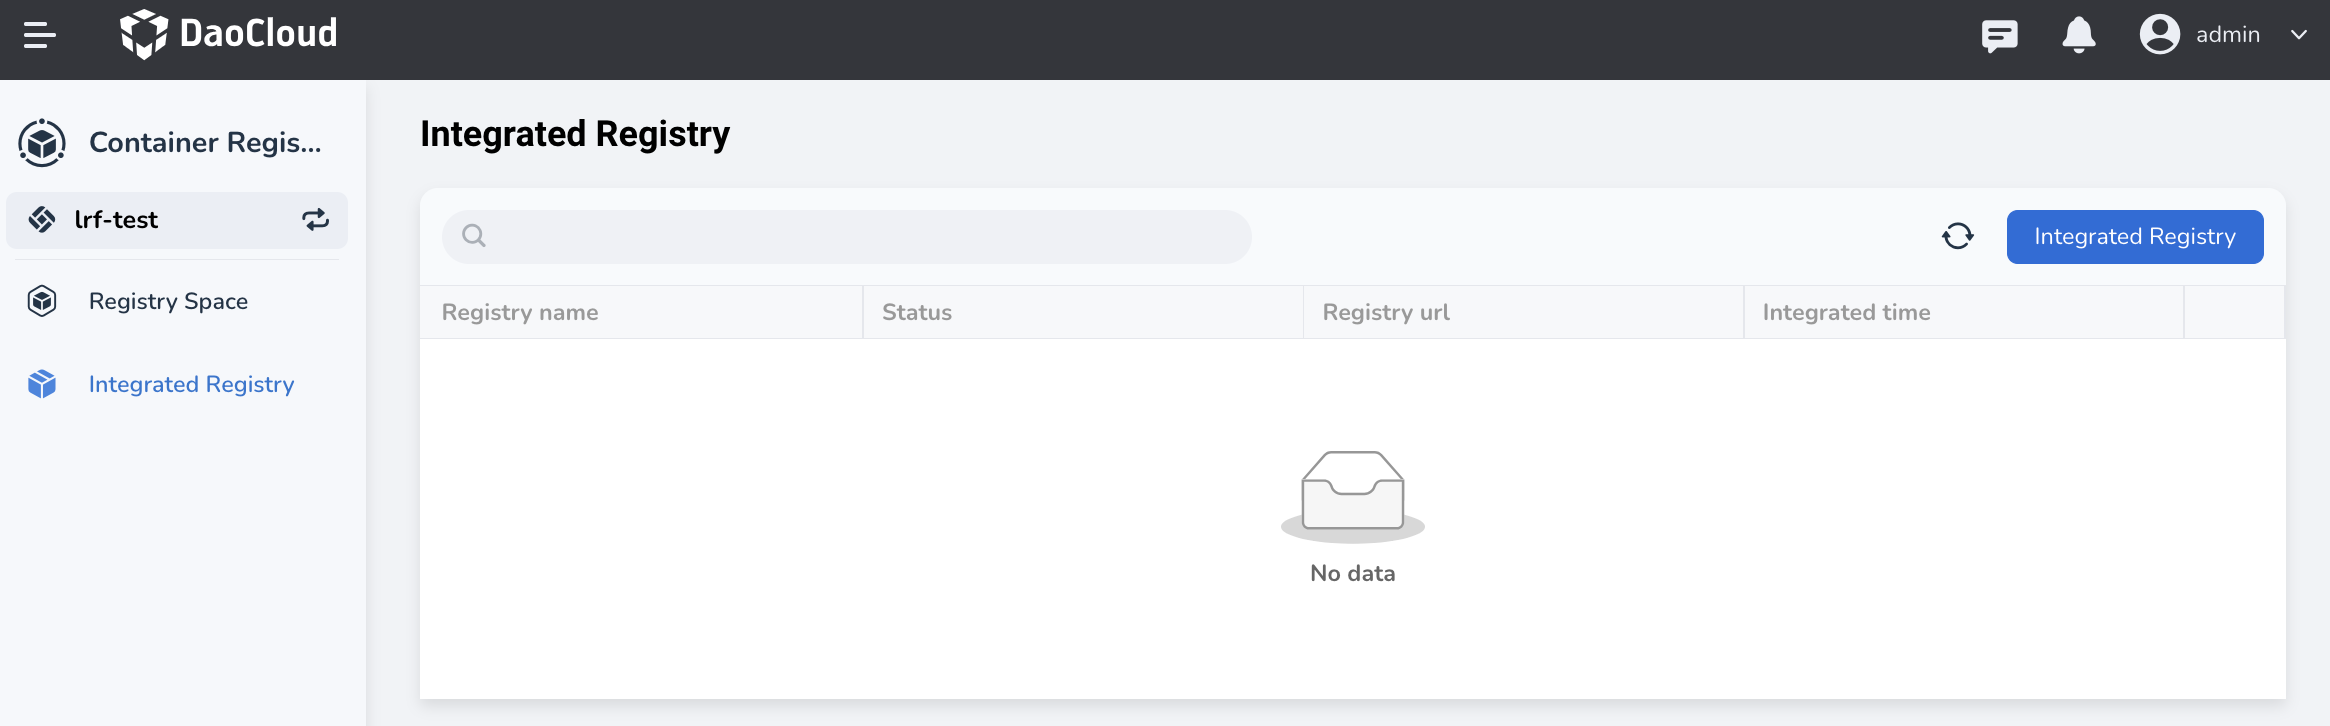 DaoCloud
admin
Container Regis...
lrf-test
Registry Space
Integrated Registry
Integrated Registry
Integrated Registry
Registry name
Status
Registry url
Integrated time
No data